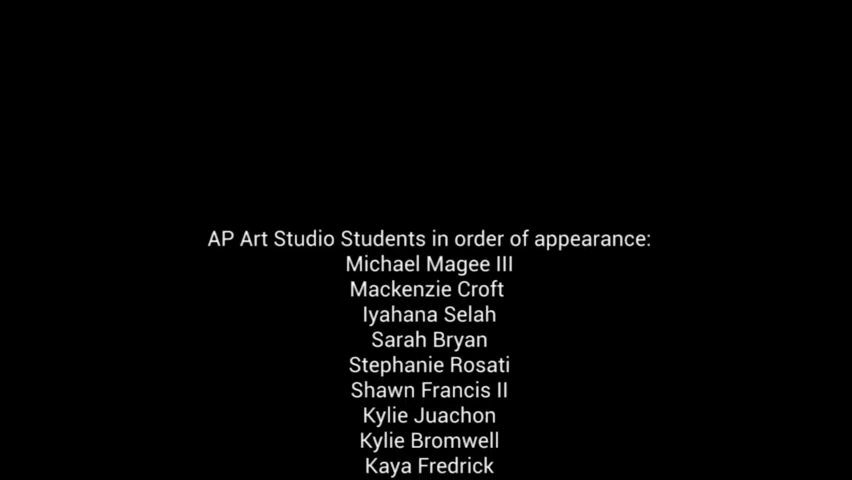 AP Art Studio Students in order of appearance:
Michael Magee III
Mackenzie Croft
Iyahana Selah
Sarah Bryan
Stephanie Rosati
Shawn Francis II
Kylie Juachon
Kylie Bromwell
Kaya Fredrick